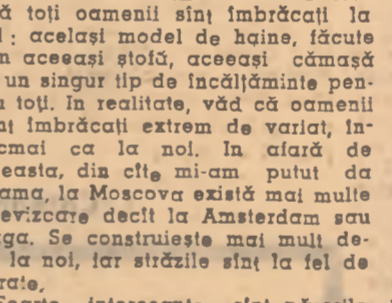 ă toți oamenii sînt îmbrăcați la
l: același model de haine, făcute
n aceeași ștofă, aceeași cămașă
un singur tip de încălțăminte pen-
u toți. In realitate, văd că oamenii
nt îmbrăcați extrem de variat, în-
cmai ca la noi. In afară de
easta, din cîte mi-am putut da
ama, la Moscova există mai multe
evizoare decît la Amsterdam sau
aga. Se construiește mai mult de-
la noi, iar străzile sînt la fel de
rate.